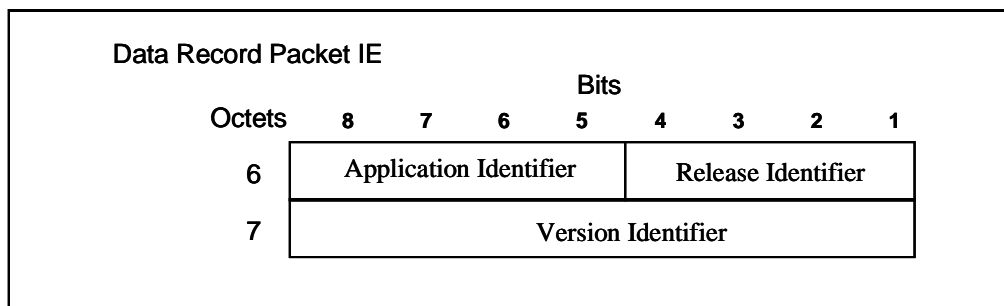 Data Record Packet IE
Bits
Octets 8 7 6 5 4 3 2 1
6 Application Identifier Release Identifier
7 Version Identifier